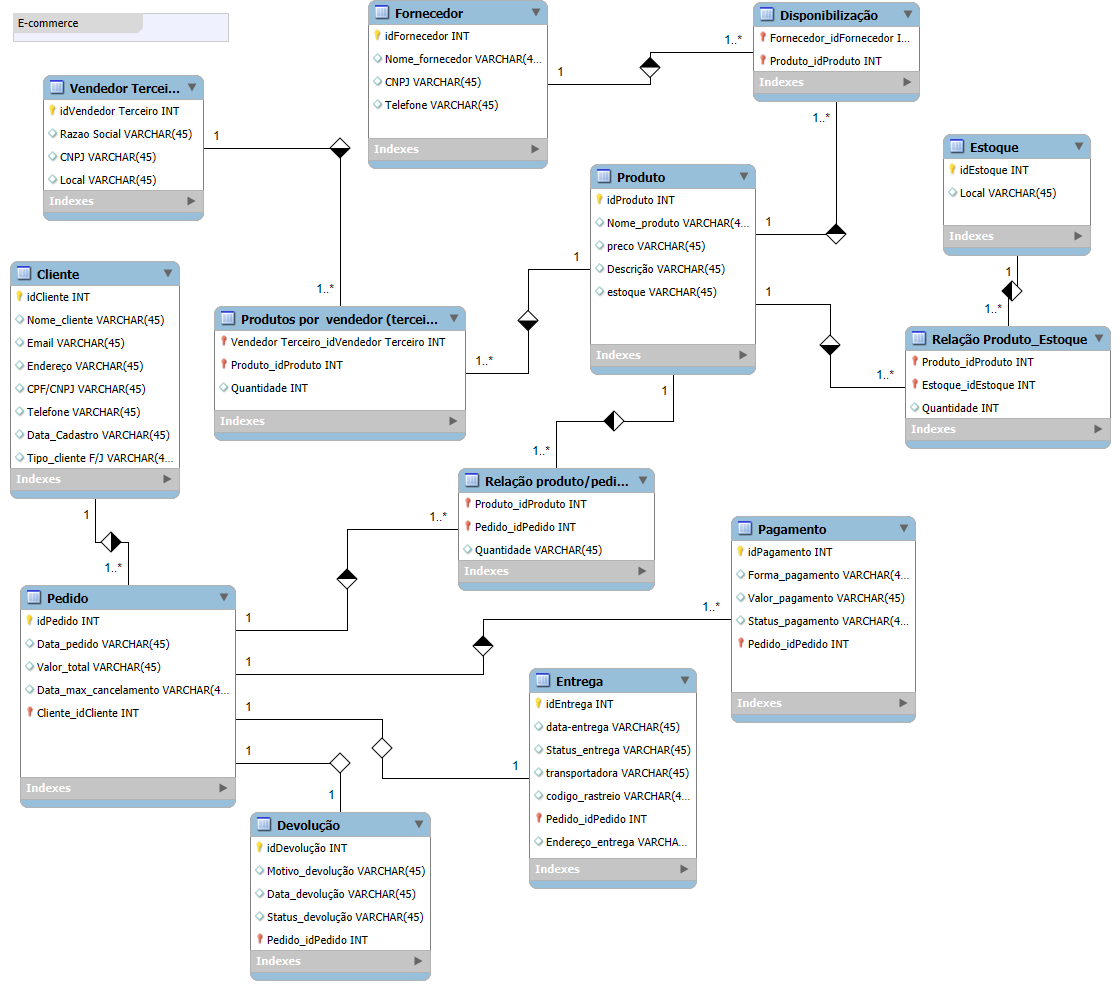 E-commerce
Fornecedor
idFornecedor INT
Nome_fornecedor VARCHAR(4...
CNPJ VARCHAR(45)
Telefone VARCHAR(45)
Indexes
1
1..*
Disponibilização
Fornecedor_idFornecedor I...
Produto_idProduto INT
Indexes
1..*
Vendedor Tercei...
idVendedor Terceiro INT
Razao Social VARCHAR(45)
CNPJ VARCHAR(45)
Local VARCHAR(45)
Indexes
1
1..*
Produto
idProduto INT
Nome_produto VARCHAR(4...
preco VARCHAR(45)
Descrição VARCHAR(45)
estoque VARCHAR(45)
Indexes
1
1
1
1
Estoque
idEstoque INT
Local VARCHAR(45)
Indexes
1
1..*
Cliente
idCliente INT
Nome_cliente VARCHAR(45)
Email VARCHAR(45)
Endereço VARCHAR(45)
CPF/CNPJ VARCHAR(45)
Telefone VARCHAR(45)
Data_Cadastro VARCHAR(45)
Tipo_cliente F/J VARCHAR(4...
Indexes
1
1..*
Produtos por vendedor (tercei...
Vendedor Terceiro_idVendedor Terceiro INT
Produto_idProduto INT
Quantidade INT
Indexes
1..*
Relação Produto_Estoque
Produto_idProduto INT
Estoque_idEstoque INT
Quantidade INT
Indexes
1..*
1..*
Relação produto/pedi...
Produto_idProduto INT
Pedido_idPedido INT
Quantidade VARCHAR(45)
Indexes
1..*
Pagamento
idPagamento INT
Forma_pagamento VARCHAR(4...
Valor_pagamento VARCHAR(45)
Status_pagamento VARCHAR(4...
Pedido_idPedido INT
Indexes
1..*
Pedido
idPedido INT
Data_pedido VARCHAR(45)
Valor_total VARCHAR(45)
Data_max_cancelamento VARCHAR(4...
Cliente_idCliente INT
Indexes
1
1
1
1
Entrega
idEntrega INT
data-entrega VARCHAR(45)
Status_entrega VARCHAR(45)
transportadora VARCHAR(45)
codigo_rastreio VARCHAR(4...
Pedido_idPedido INT
Endereço_entrega VARCHA...
Indexes
1
1
Devolução
idDevolução INT
Motivo_devolução VARCHAR(45)
Data_devolução VARCHAR(45)
Status_devolução VARCHAR(45)
Pedido_idPedido INT
Indexes